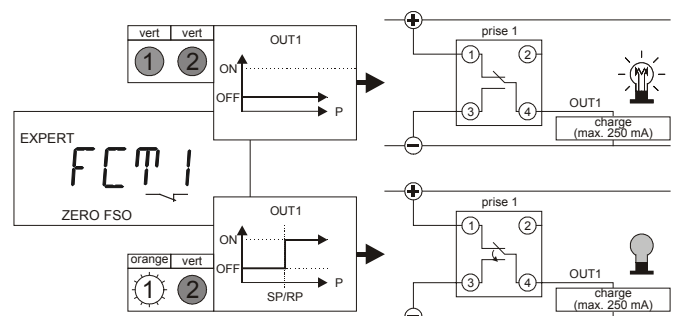 vert vert
1 2
OUT1
ON
OFF
P
prise 1
1 2
3 4
OUT1
charge
(max. 250 mA)
EXPERT
FCT1
ZERO FSO
orange vert
1 2
OUT1
ON
OFF
P
SP/RP
prise 1
1 2
3 4
OUT1
charge
(max. 250 mA)